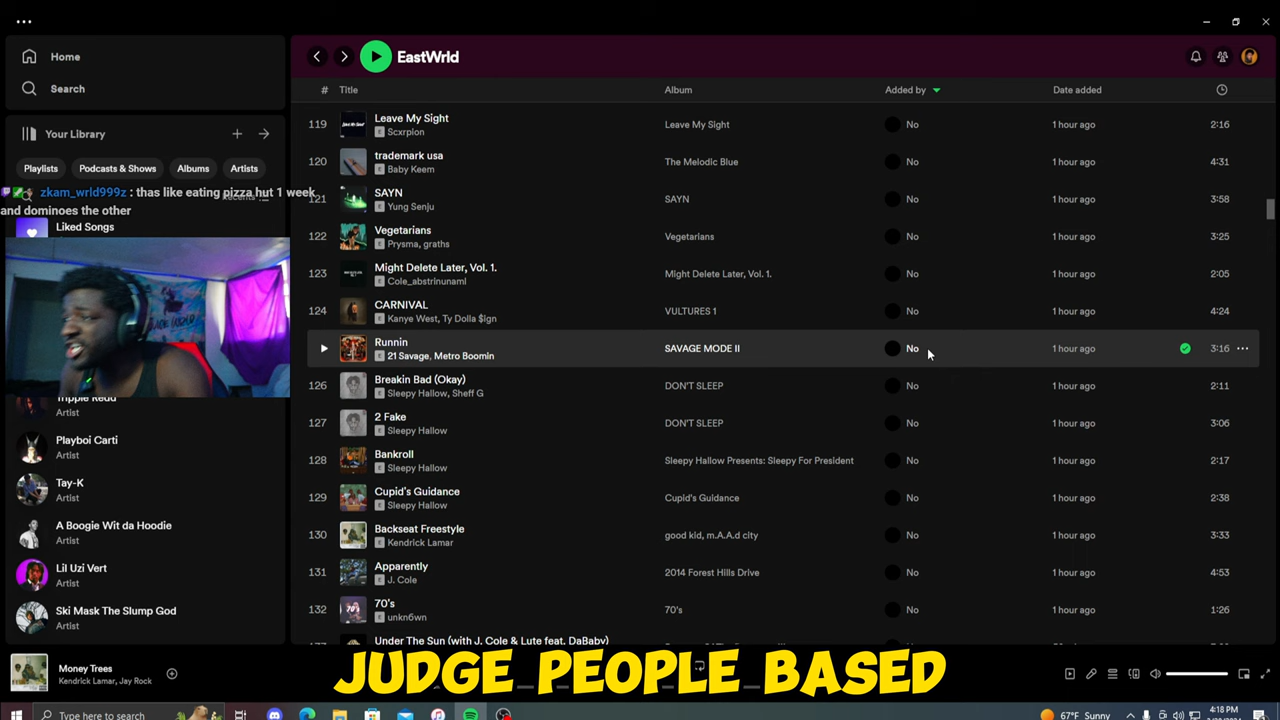 Home
Search
Your Library
Playlists
Podcasts & Shows
Albums
Artists
zkam_wrld999z : thas like eating pizza hut 1 week
and dominoes the other
Liked Songs
Artist
Playboi Carti
Artist
Tay-K
Artist
A Boogie Wit da Hoodie
Artist
Lil Uzi Vert
Artist
Ski Mask The Slump God
Artist
EastWrld
# Title Album Added by Date added
119 Leave My Sight Leave My Sight No 1 hour ago 2:16
E Scxrpion
120 trademark usa The Melodic Blue No 1 hour ago 4:31
E Baby Keem
121 SAYN SAYN No 1 hour ago 3:58
E Yung Senju
122 Vegetarians Vegetarians No 1 hour ago 3:25
E Prysma, graths
123 Might Delete Later, Vol. 1. Might Delete Later, Vol. 1. No 1 hour ago 2:05
E Cole_abstrinunami
124 CARNIVAL VULTURES 1 No 1 hour ago 4:24
E Kanye West, Ty Dolla $ign
Runnin SAVAGE MODE II No 1 hour ago 3:16
E 21 Savage, Metro Boomin
126 Breakin Bad (Okay) DON'T SLEEP No 1 hour ago 2:11
E Sleepy Hallow, Sheff G
127 2 Fake DON'T SLEEP No 1 hour ago 3:06
E Sleepy Hallow
128 Bankroll Sleepy Hallow Presents: Sleepy For President No 1 hour ago 2:17
E Sleepy Hallow
129 Cupid's Guidance Cupid's Guidance No 1 hour ago 2:38
E Sleepy Hallow
130 Backseat Freestyle good kid, m.A.A.d city No 1 hour ago 3:33
E Kendrick Lamar
131 Apparently 2014 Forest Hills Drive No 1 hour ago 4:53
E J. Cole
132 70's 70's No 1 hour ago 1:26
E unkn6wn
Under The Sun (with J. Cole & Lute feat. DaBaby)
JUDGE PEOPLE BASED
Money Trees
Kendrick Lamar, Jay Rock
Type here to search
67°F Sunny
4:18 PM